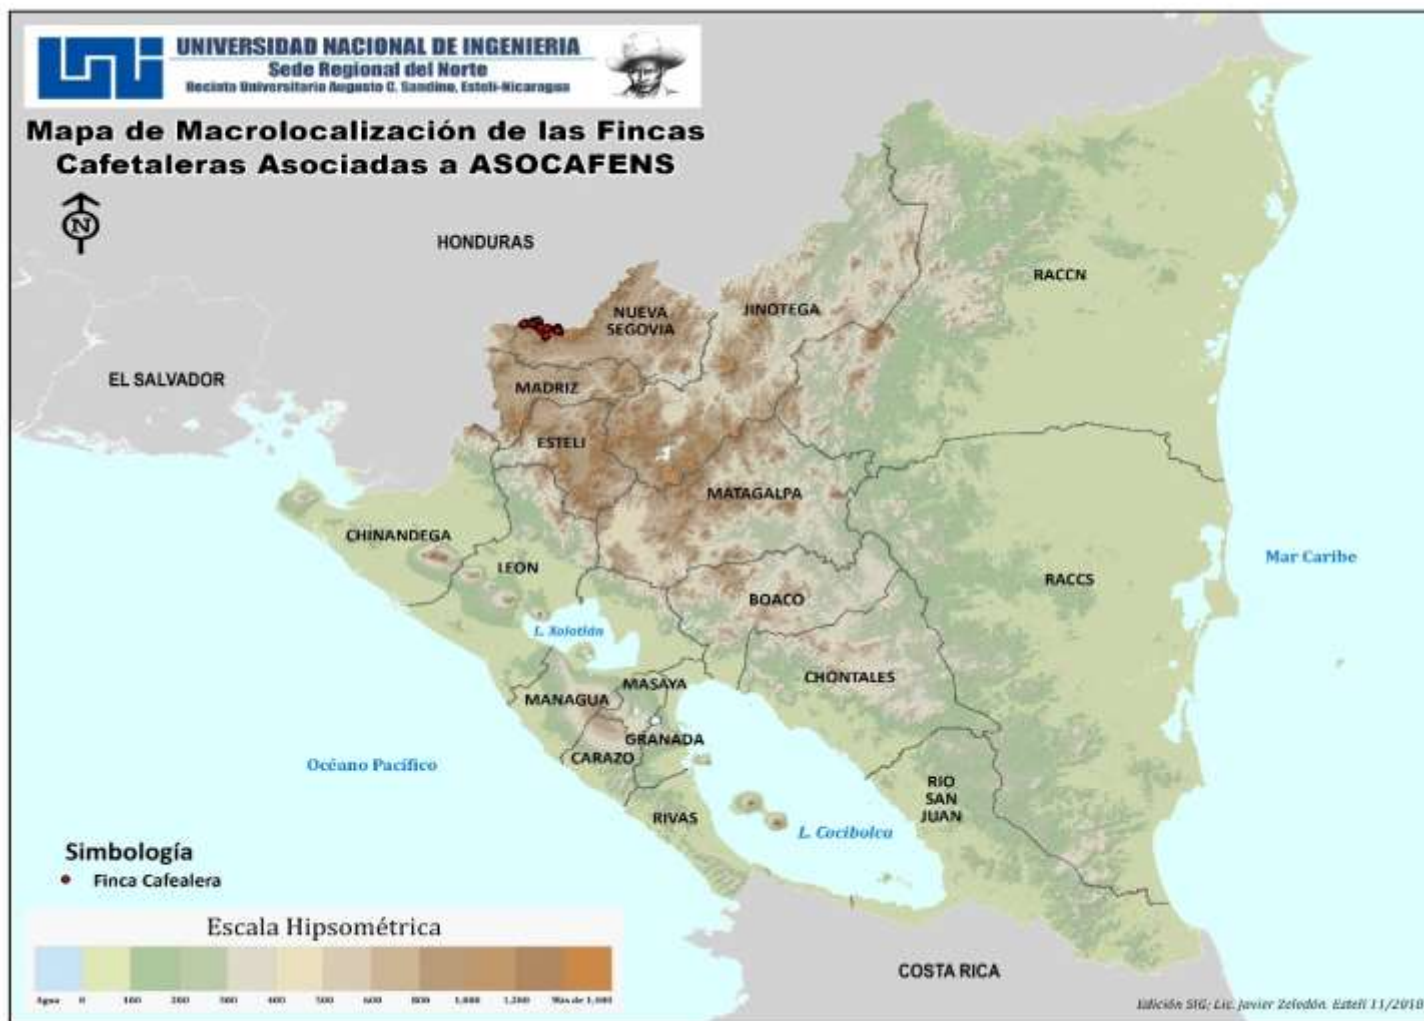 UNIVERSIDAD NACIONAL DE INGENIERIA
Sede Regional del Norte
Recinto Universitario Augusto C. Sandino, Estelí-Nicaragua
Mapa de Macrolocalización de las Fincas
Cafetaleras Asociadas a ASOCAFENS
N
HONDURAS
RACCN
NUEVA
SEGOVIA
JINOTEGA
EL SALVADOR
MADRIZ
ESTELI
MATAGALPA
CHINANDEGA
LEON
Mar Caribe
RACCS
BOACO
L. Xolotlán
CHONTALES
MASAYA
MANAGUA
GRANADA
CARAZO
Océano Pacífico
RIO
SAN
JUAN
RIVAS
L. Cocibolca
Simbología
Finca Cafealera
Escala Hipsométrica
Agua 0 100 200 300 400 500 600 800 1,000 1,200
COSTA RICA
Edición SIG; Lic. Javier Zeledón. Estelí 11/2018